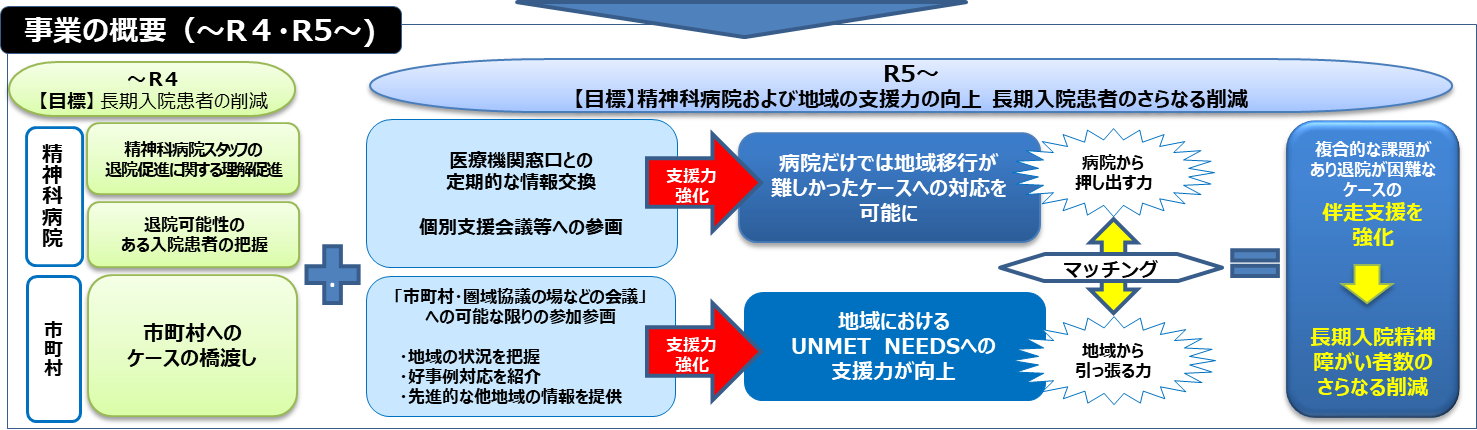 事業の概要（～R４・R5～）
～R４
【目標】長期入院患者の削減
R5～
【目標】精神科病院および地域の支援力の向上 長期入院患者のさらなる削減
精神科病院
精神科病院スタッフの
退院促進に関する理解促進
退院可能性の
ある入院患者の把握
市町村
市町村への
ケースの橋渡し
医療機関窓口との
定期的な情報交換
個別支援会議等への参画
「市町村・圏域協議の場などの会議」
への可能な限りの参加参画
・地域の状況を把握
・好事例対応を紹介
・先進的な他地域の情報を提供
支援力
強化
病院だけでは地域移行が
難しかったケースへの対応を
可能に
支援力
強化
地域における
UNMET NEEDSへの
支援力が向上
病院から
押し出す力
マッチング
地域から
引っ張る力
複合的な課題が
あり退院が困難な
ケースの
伴走支援を
強化
長期入院精神
障がい者数の
さらなる削減